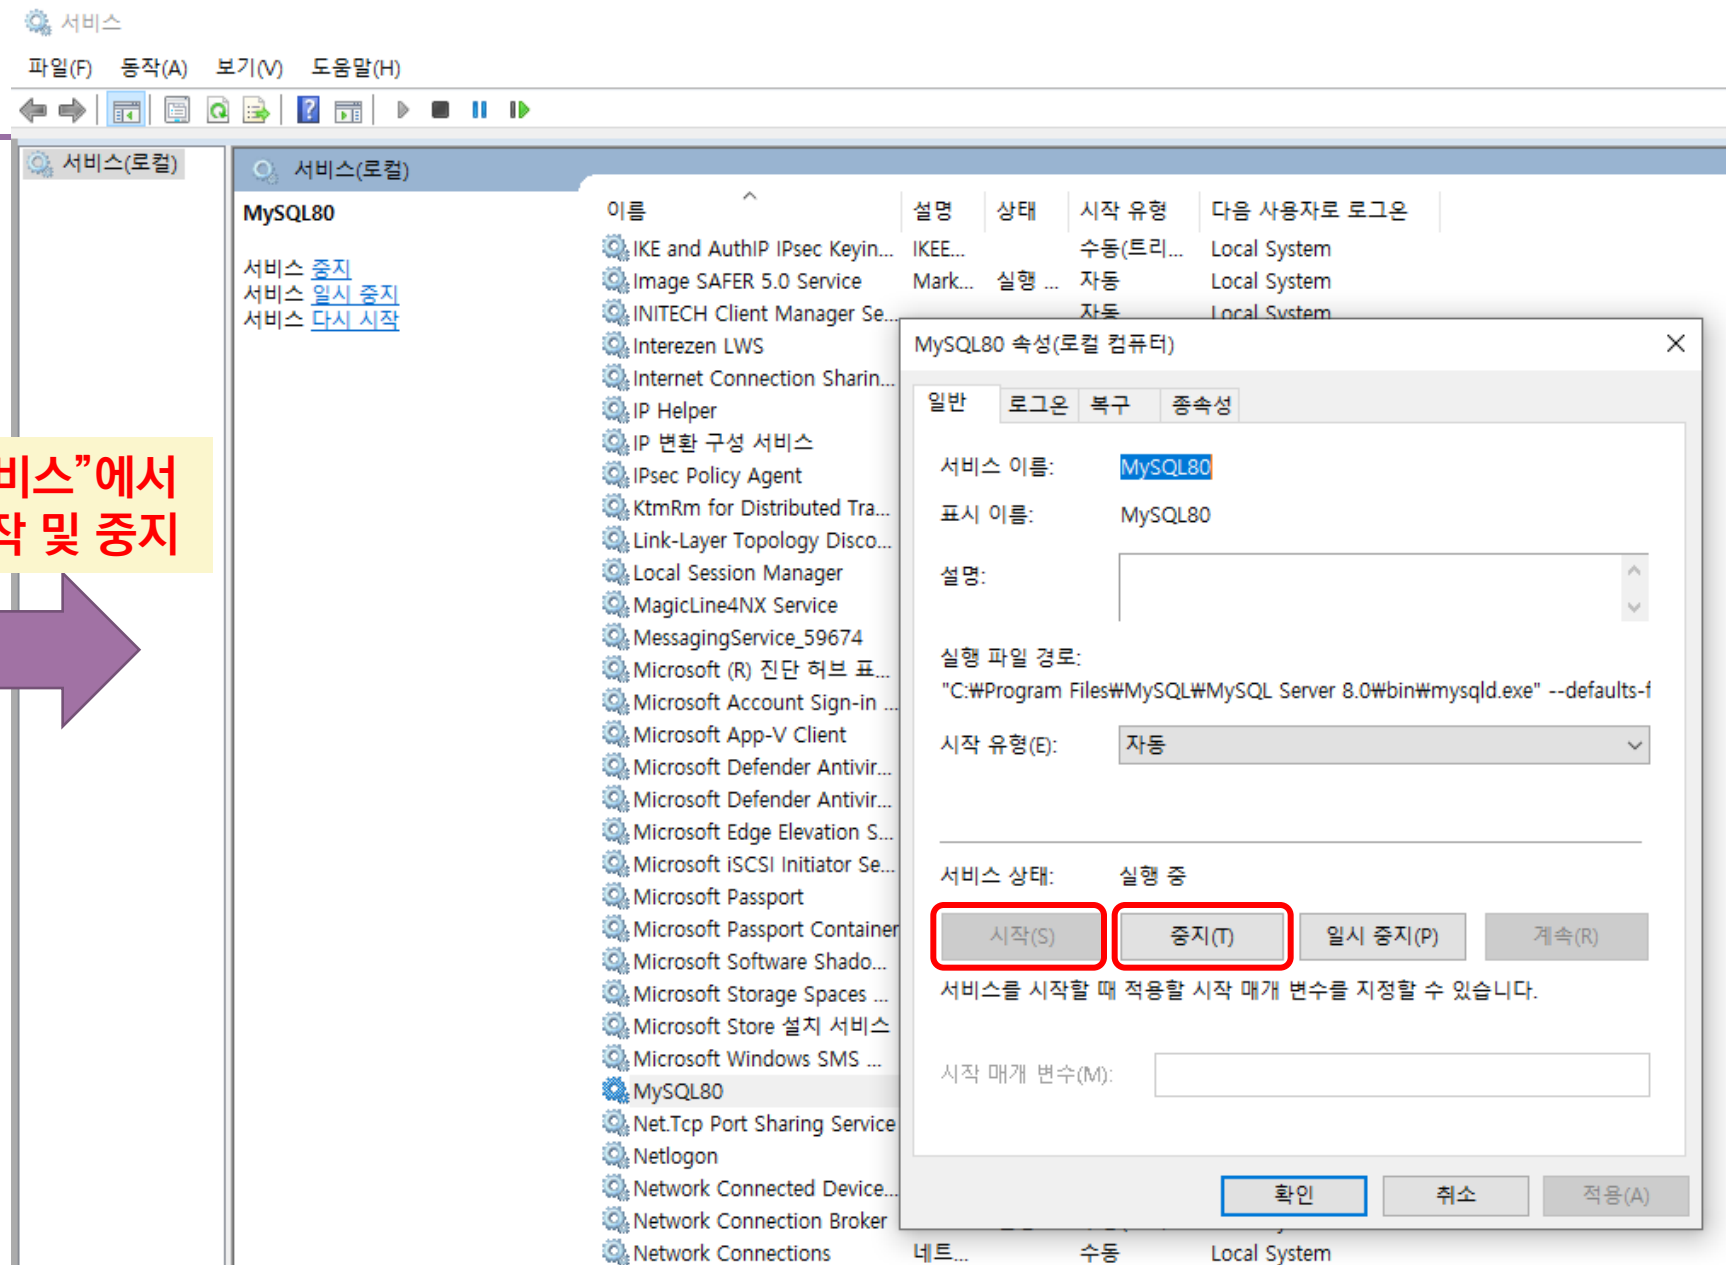 서비스
파일(F) 동작(A) 보기(V) 도움말(H)
서비스(로컬)
서비스(로컬)
MySQL80
서비스 중지
서비스 일시 중지
서비스 다시 시작
비스”에서
작 및 중지
이름 설명 상태 시작 유형 다음 사용자로 로그온
IKE and AuthIP IPsec Keyin... IKEE... 수동(트리... Local System
Image SAFER 5.0 Service Mark... 실행 ... 자동 Local System
INITECH Client Manager Se... 자동 Local System
Interezen LWS
Internet Connection Sharin...
IP Helper
IP 변환 구성 서비스
IPsec Policy Agent
KtmRm for Distributed Tra...
Link-Layer Topology Disco...
Local Session Manager
MagicLine4NX Service
MessagingService_59674
Microsoft (R) 진단 허브 표...
Microsoft Account Sign-in ...
Microsoft App-V Client
Microsoft Defender Antivir...
Microsoft Defender Antivir...
Microsoft Edge Elevation S...
Microsoft iSCSI Initiator Se...
Microsoft Passport
Microsoft Passport Container
Microsoft Software Shado...
Microsoft Storage Spaces ...
Microsoft Store 설치 서비스
Microsoft Windows SMS ...
MySQL80
Net.Tcp Port Sharing Service
Netlogon
Network Connected Device...
Network Connection Broker
Network Connections 네트... 수동 Local System
MySQL80 속성(로컬 컴퓨터)
일반 로그온 복구 종속성
서비스 이름: MySQL80
표시 이름: MySQL80
설명:
실행 파일 경로:
"C:₩Program Files₩MySQL₩MySQL Server 8.0₩bin₩mysqld.exe" --defaults-f
시작 유형(E): 자동
서비스 상태: 실행 중
시작(S) 중지(T) 일시 중지(P) 계속(R)
서비스를 시작할 때 적용할 시작 매개 변수를 지정할 수 있습니다.
시작 매개 변수(M):
확인 취소 적용(A)